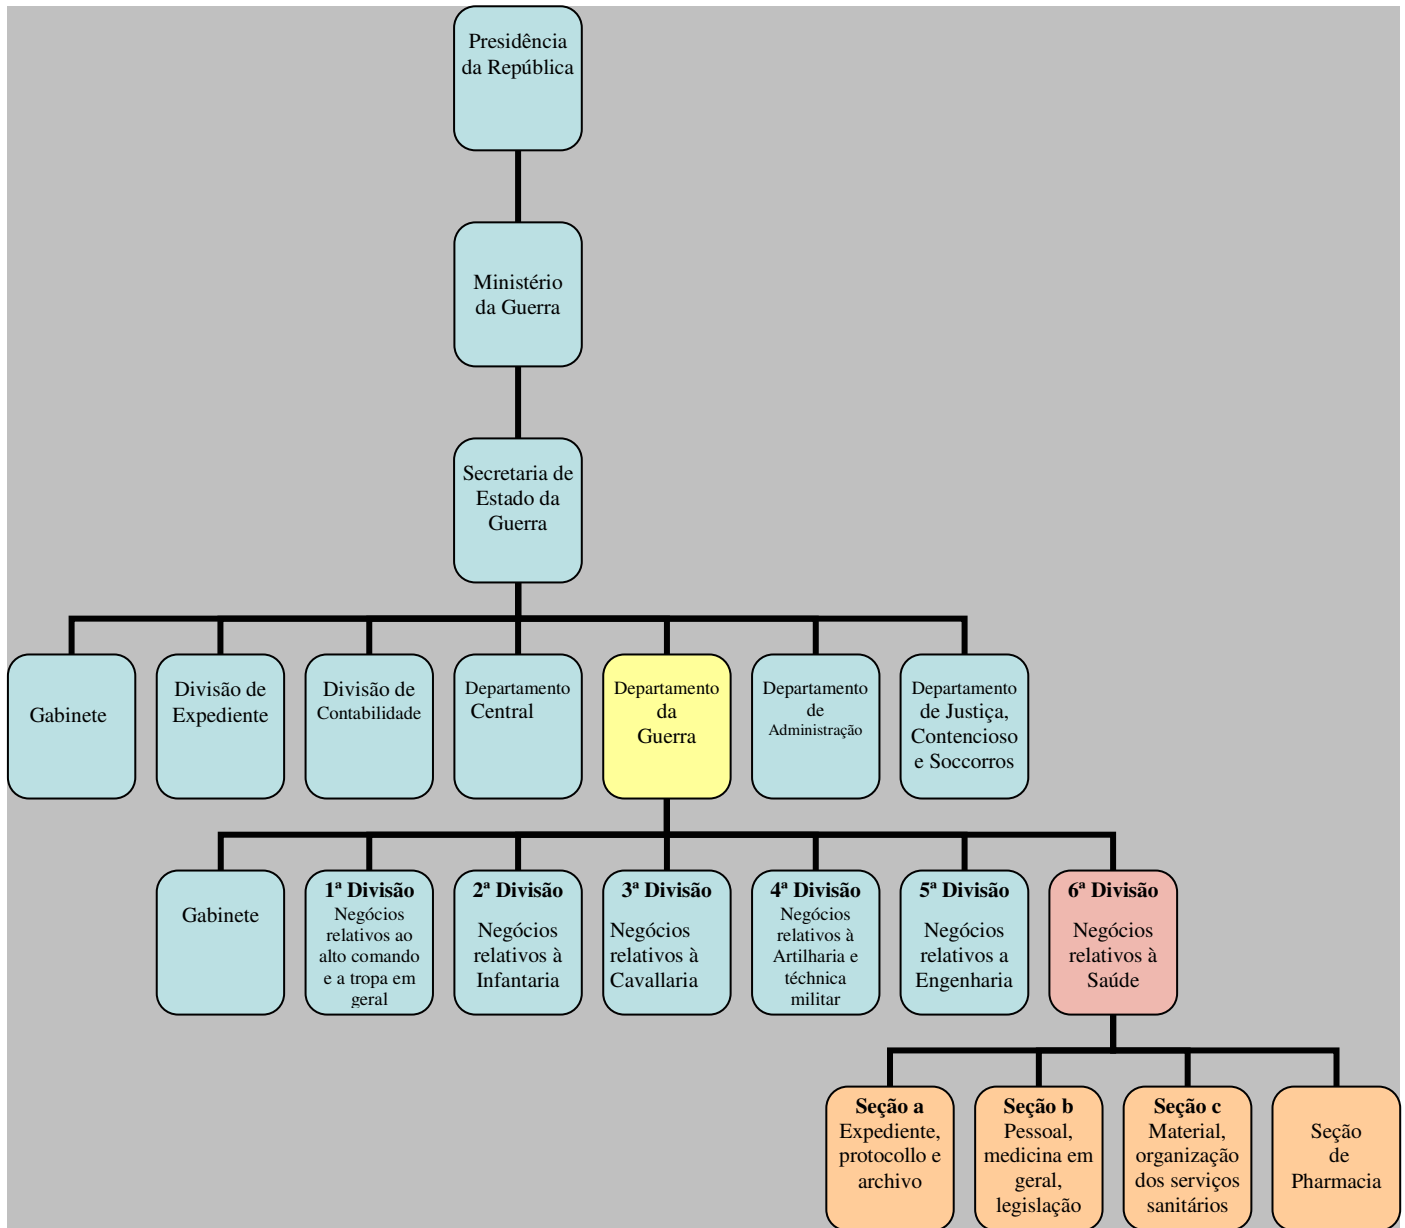 Presidência
da República
Ministério
da Guerra
Secretaria de
Estado da
Guerra
Gabinete
Divisão de
Expediente
Divisão de
Contabilidade
Departamento
Central
Departamento
da
Guerra
Departamento
de
Administração
Departamento
de Justiça,
Contencioso
e Soccorros
Gabinete
1ª Divisão
Negócios
relativos ao
alto comando
e a tropa em
geral
2ª Divisão
Negócios
relativos à
Infantaria
3ª Divisão
Negócios
relativos à
Cavallaria
4ª Divisão
Negócios
relativos à
Artilharia e
téchnica
militar
5ª Divisão
Negócios
relativos a
Engenharia
6ª Divisão
Negócios
relativos à
Saúde
Seção a
Expediente,
protocollo e
archivo
Seção b
Pessoal,
medicina em
geral,
legislação
Seção c
Material,
organização
dos serviços
sanitários
Seção
de
Pharmacia